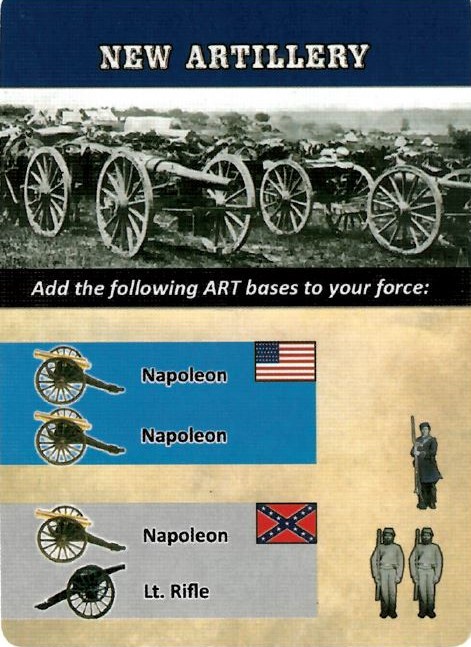 NEW ARTILLERY
Add the following ART bases to your force:
Napoleon
Napoleon
Napoleon
Lt. Rifle